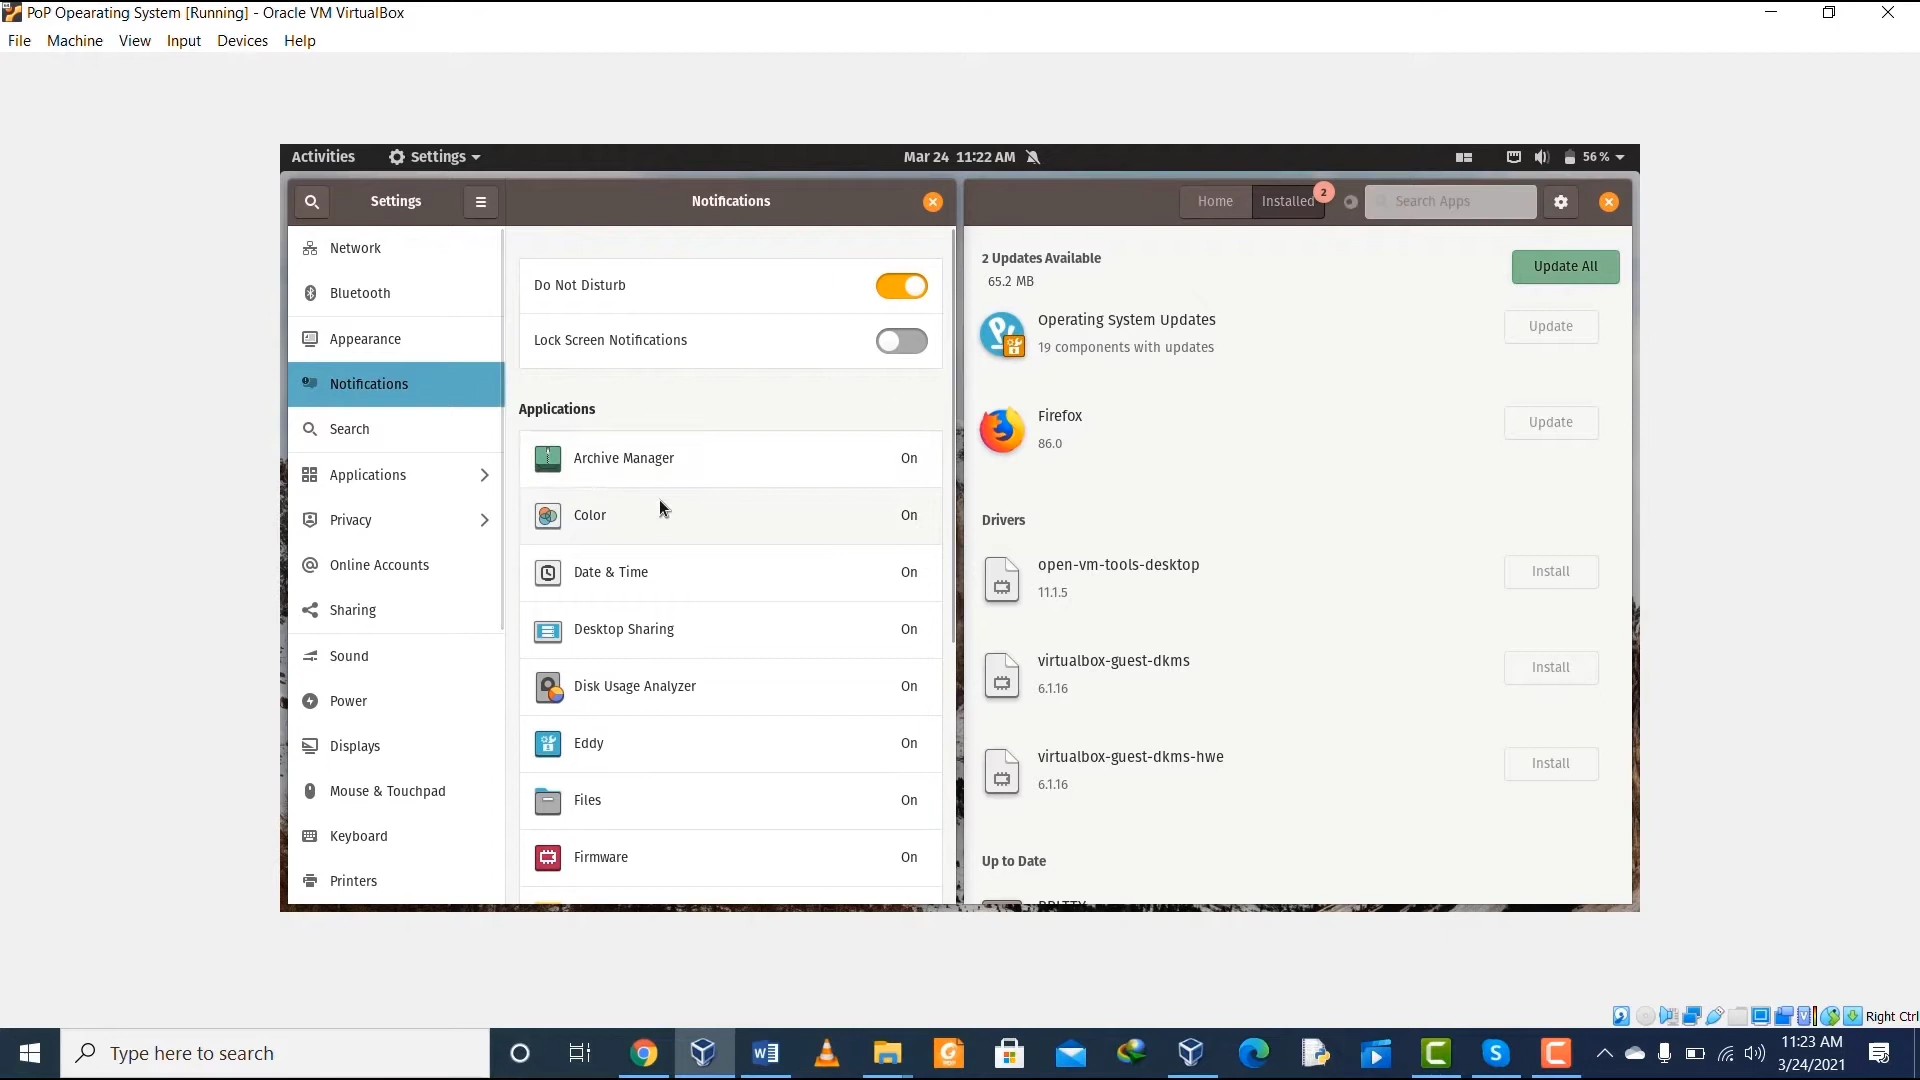 PoP Opearating System [Running] - Oracle VM VirtualBox
File Machine View Input Devices Help
Activities Settings Mar 24 11:22 AM 56 %
Settings Notifications Home Installed 2 Search Apps
Network
Bluetooth
Appearance
Notifications
Search
Applications
Privacy
Online Accounts
Sharing
Sound
Power
Displays
Mouse & Touchpad
Keyboard
Printers
Do Not Disturb
Lock Screen Notifications
Applications
Archive Manager On
Color On
Date & Time On
Desktop Sharing On
Disk Usage Analyzer On
Eddy On
Files On
Firmware On
2 Updates Available
65.2 MB
Update All
Operating System Updates
19 components with updates
Update
Firefox
86.0
Update
Drivers
open-vm-tools-desktop
11.1.5
Install
virtualbox-guest-dkms
6.1.16
Install
virtualbox-guest-dkms-hwe
6.1.16
Install
Up to Date
Right Ctrl
Type here to search
11:23 AM
3/24/2021